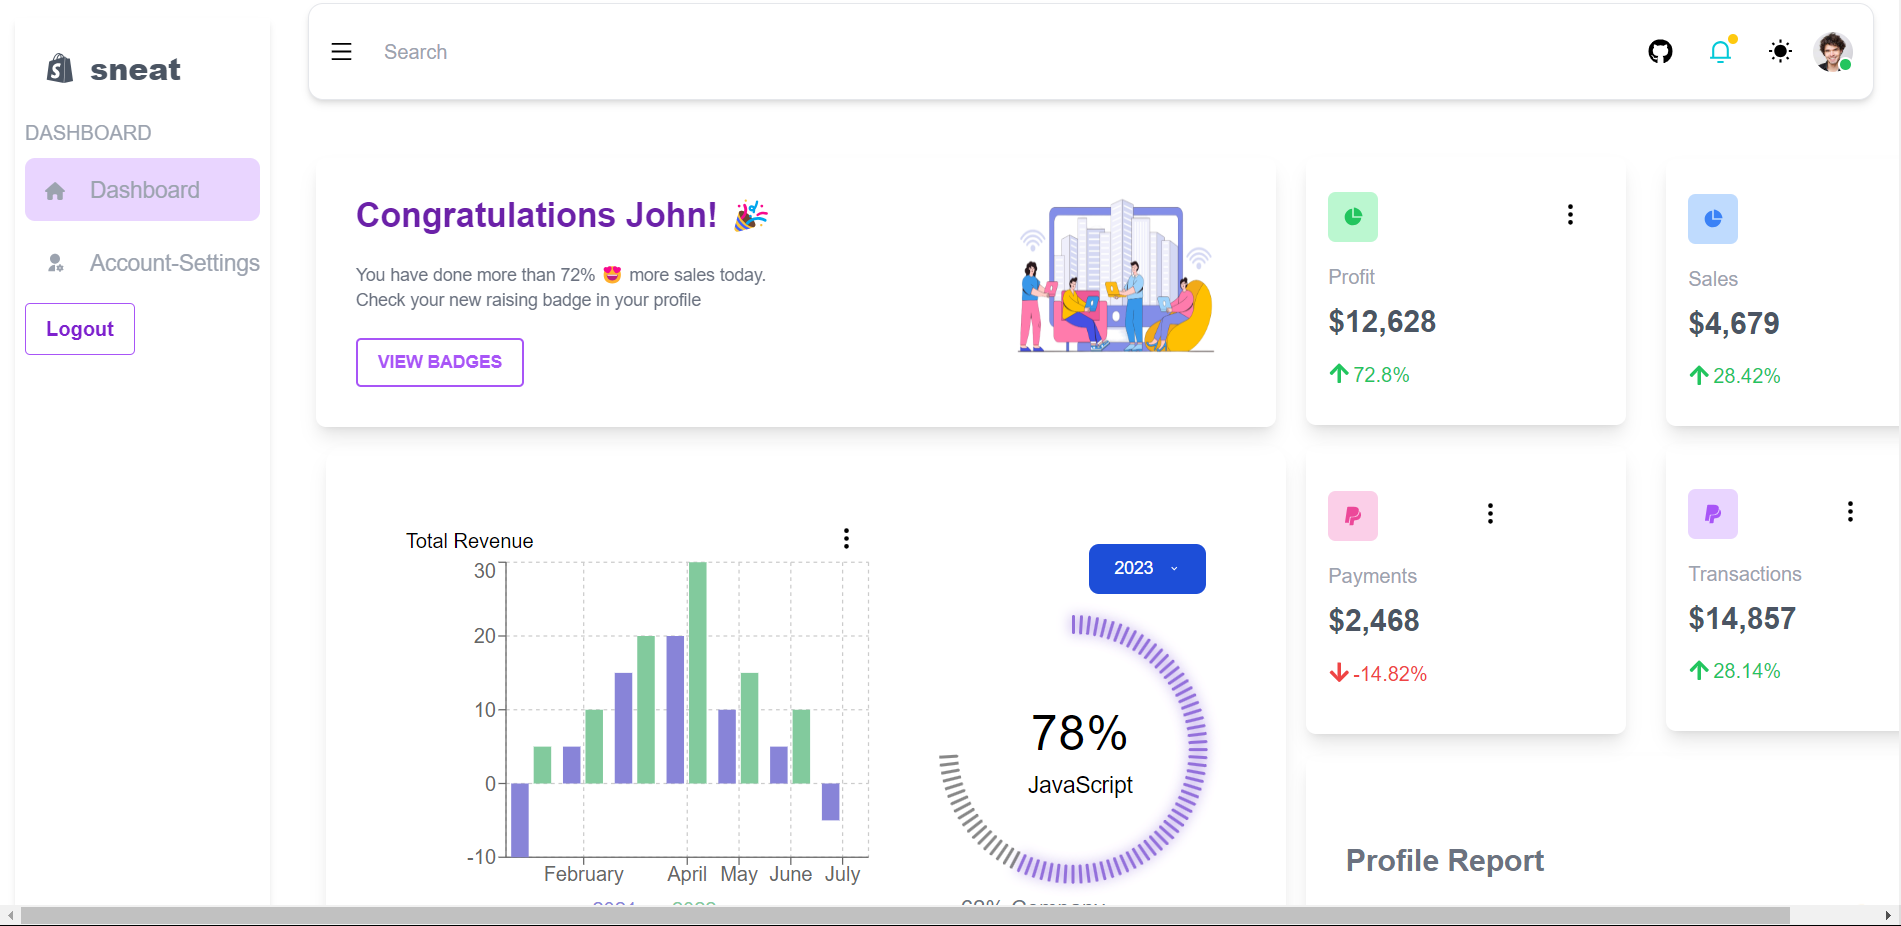 sneat
DASHBOARD
Dashboard
Account-Settings
Logout
Search
Congratulations John! 🎉
You have done more than 72% 😍 more sales today.
Check your new raising badge in your profile
VIEW BADGES
Profit
$12,628
72.8%
Sales
$4,679
28.42%
Total Revenue
30
20
10
0
-10
February April May June July
2023
78%
JavaScript
Payments
$2,468
-14.82%
Transactions
$14,857
28.14%
Profile Report